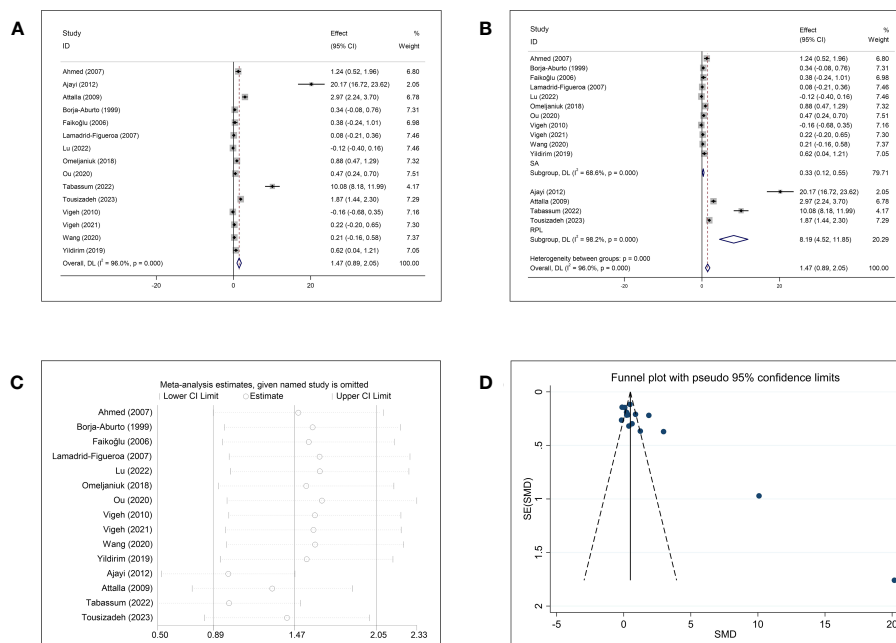 A
Study Effect %
ID (95% CI) Weight
Ahmed (2007) 1.24 (0.52, 1.96) 6.80
Ajayi (2012) 20.17 (16.72, 23.62) 2.05
Attalla (2009) 2.97 (2.24, 3.70) 6.78
Borja-Aburto (1999) 0.34 (-0.08, 0.76) 7.31
Faikoğlu (2006) 0.38 (-0.24, 1.01) 6.98
Lamadrid-Figueroa (2007) 0.08 (-0.21, 0.36) 7.46
Lu (2022) -0.12 (-0.40, 0.16) 7.46
Omeljaniuk (2018) 0.88 (0.47, 1.29) 7.32
Ou (2020) 0.47 (0.24, 0.70) 7.51
Tabassum (2022) 10.08 (8.18, 11.99) 4.17
Tousizadeh (2023) 1.87 (1.44, 2.30) 7.29
Vigeh (2010) -0.16 (-0.68, 0.35) 7.16
Vigeh (2021) 0.22 (-0.20, 0.65) 7.30
Wang (2020) 0.21 (-0.16, 0.58) 7.37
Yildirim (2019) 0.62 (0.04, 1.21) 7.05
Overall, DL (I² = 96.0%, p = 0.000) 1.47 (0.89, 2.05) 100.00
-20 0 20
B
Study Effect %
ID (95% CI) Weight
Ahmed (2007) 1.24 (0.52, 1.96) 6.80
Borja-Aburto (1999) 0.34 (-0.08, 0.76) 7.31
Faikoğlu (2006) 0.38 (-0.24, 1.01) 6.98
Lamadrid-Figueroa (2007) 0.08 (-0.21, 0.36) 7.46
Lu (2022) -0.12 (-0.40, 0.16) 7.46
Omeljaniuk (2018) 0.88 (0.47, 1.29) 7.32
Ou (2020) 0.47 (0.24, 0.70) 7.51
Vigeh (2010) -0.16 (-0.68, 0.35) 7.16
Vigeh (2021) 0.22 (-0.20, 0.65) 7.30
Wang (2020) 0.21 (-0.16, 0.58) 7.37
Yildirim (2019) 0.62 (0.04, 1.21) 7.05
SA
Subgroup, DL (I² = 68.6%, p = 0.000) 0.33 (0.12, 0.55) 79.71
Ajayi (2012) 20.17 (16.72, 23.62) 2.05
Attalla (2009) 2.97 (2.24, 3.70) 6.78
Tabassum (2022) 10.08 (8.18, 11.99) 4.17
Tousizadeh (2023) 1.87 (1.44, 2.30) 7.29
RPL
Subgroup, DL (I² = 98.2%, p = 0.000) 8.19 (4.52, 11.85) 20.29
Heterogeneity between groups: p = 0.000
Overall, DL (I² = 96.0%, p = 0.000) 1.47 (0.89, 2.05) 100.00
-20 0 20
C
Meta-analysis estimates, given named study is omitted
Lower CI Limit Estimate Upper CI Limit
Ahmed (2007)
Borja-Aburto (1999)
Faikoğlu (2006)
Lamadrid-Figueroa (2007)
Lu (2022)
Omeljaniuk (2018)
Ou (2020)
Vigeh (2010)
Vigeh (2021)
Wang (2020)
Yildirim (2019)
Ajayi (2012)
Attalla (2009)
Tabassum (2022)
Tousizadeh (2023)
0.50 0.89 1.47 2.05 2.33
D
Funnel plot with pseudo 95% confidence limits
SE(SMD)
0
.5
1
1.5
2
-5 0 5 10 15 20
SMD